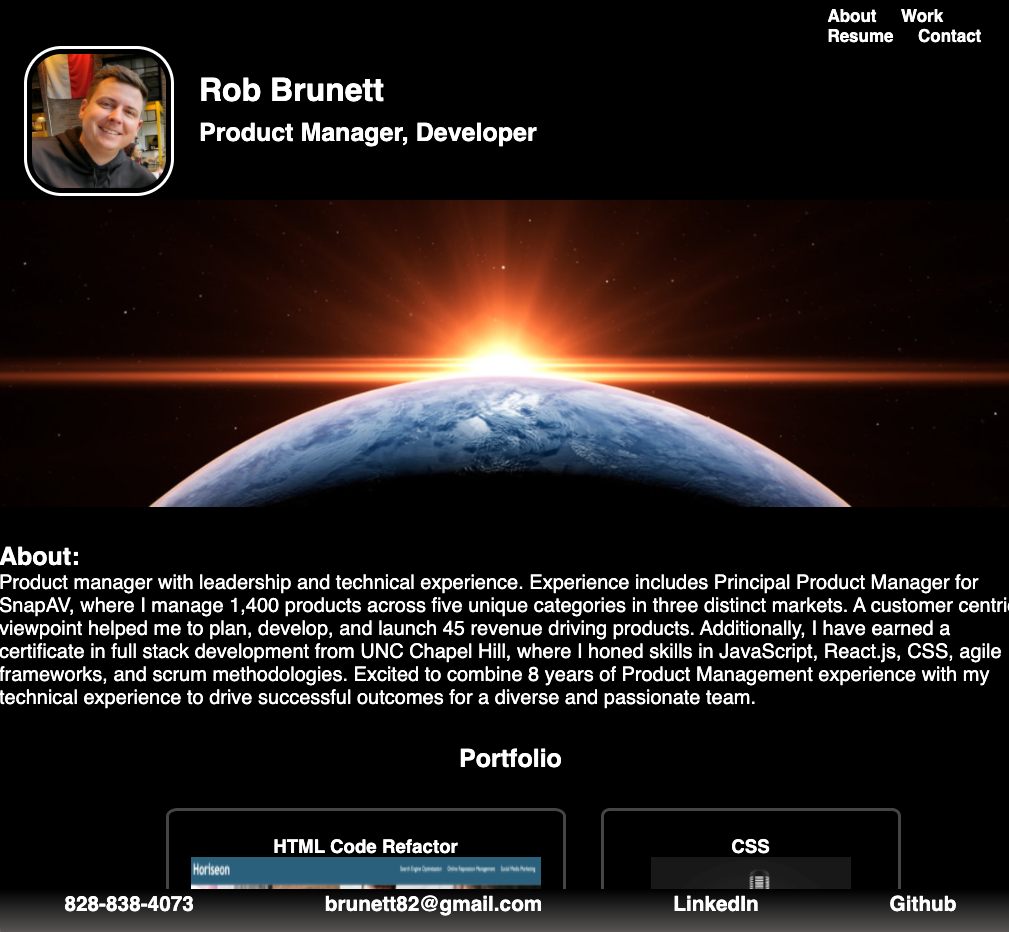 About Work
Resume Contact
Rob Brunett
Product Manager, Developer
About:
Product manager with leadership and technical experience. Experience includes Principal Product Manager for
SnapAV, where I manage 1,400 products across five unique categories in three distinct markets. A customer centri
viewpoint helped me to plan, develop, and launch 45 revenue driving products. Additionally, I have earned a
certificate in full stack development from UNC Chapel Hill, where I honed skills in JavaScript, React.js, CSS, agile
frameworks, and scrum methodologies. Excited to combine 8 years of Product Management experience with my
technical experience to drive successful outcomes for a diverse and passionate team.
Portfolio
HTML Code Refactor
CSS
Horiseon
Search Engine Optimization Online Reputation Management Social Media Marketing
828-838-4073 brunett82@gmail.com LinkedIn Github